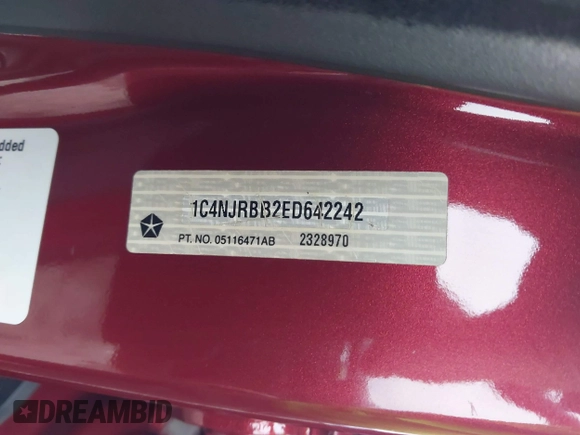 dded
1C4NJRBB2ED642242
PT. NO. 05116471AB 2328970
DREAMBID